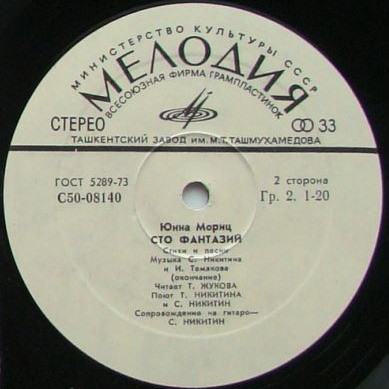 МИНИСТЕРСТВО КУЛЬТУРЫ СССР
МЕЛОДИЯ
ВСЕСОЮЗНАЯ ФИРМА ГРАМПЛАСТИНОК
СТЕРЕО
33
ТАШКЕНТСКИЙ ЗАВОД ИМ. М.Т. ТАШМУХАМЕДОВА
ГОСТ 5289-73
С50-08140
2 сторона
Гр. 2, 1-20
Юнна Мориц
СТО ФАНТАЗИЙ
Стихи и песни
Музыка С. Никитина
и И. Томакова
(окончание)
Читает Т. ЖУКОВА
Поют Т. НИКИТИНА
и С. НИКИТИН
Сопровождение на гитаре—
С. НИКИТИН